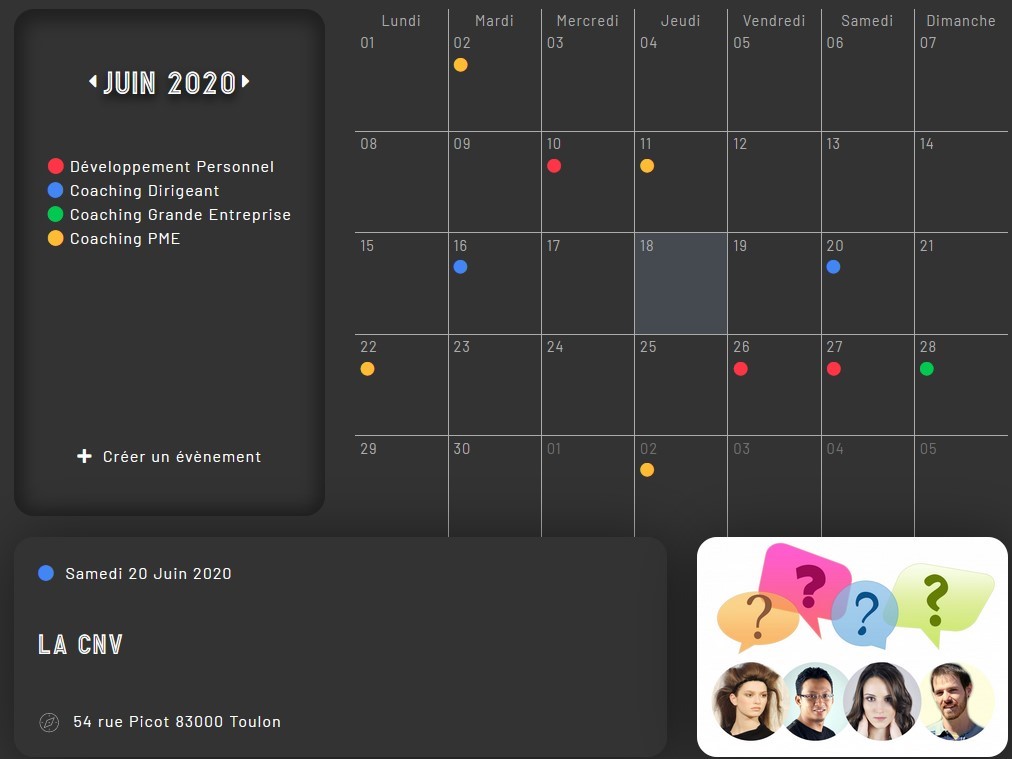 JUIN 2020
Développement Personnel
Coaching Dirigeant
Coaching Grande Entreprise
Coaching PME
Créer un évènement
Lundi Mardi Mercredi Jeudi Vendredi Samedi Dimanche
01 02 03 04 05 06 07
08 09 10 11 12 13 14
15 16 17 18 19 20 21
22 23 24 25 26 27 28
29 30 01 02 03 04 05
Samedi 20 Juin 2020
LA CNV
54 rue Picot 83000 Toulon
? ? ? ?